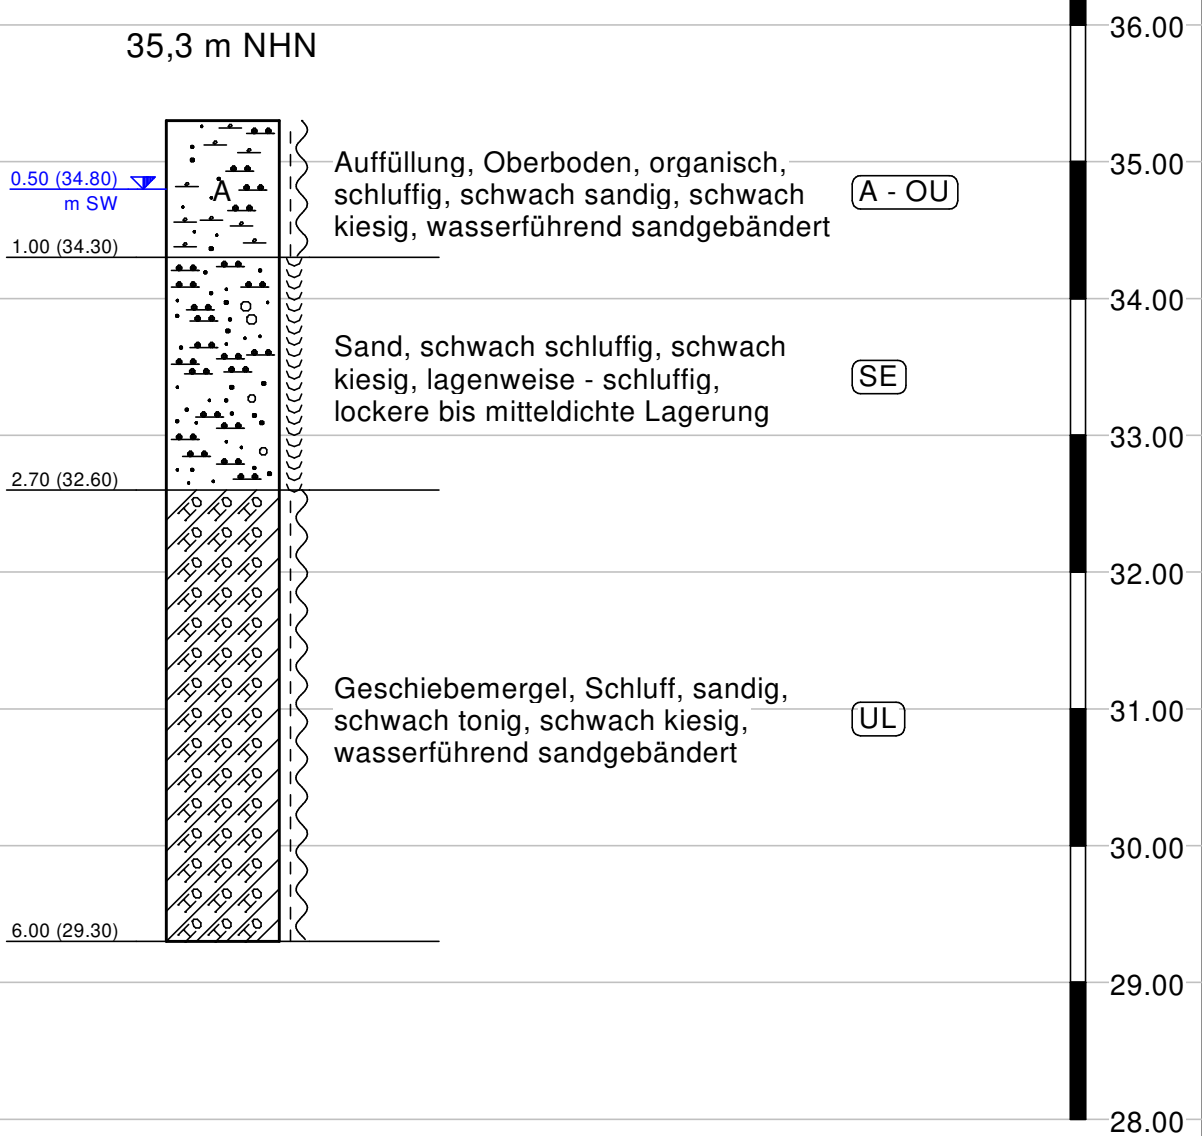 36.00
35,3 m NHN
Auffüllung, Oberboden, organisch,
schluffig, schwach sandig, schwach
kiesig, wasserführend sandgebändert
A - OU
35.00
0.50 (34.80)
m SW
A
1.00 (34.30)
34.00
Sand, schwach schluffig, schwach
kiesig, lagenweise - schluffig,
lockere bis mitteldichte Lagerung
SE
33.00
2.70 (32.60)
32.00
Geschiebemergel, Schluff, sandig,
schwach tonig, schwach kiesig,
wasserführend sandgebändert
UL
31.00
30.00
6.00 (29.30)
29.00
28.00